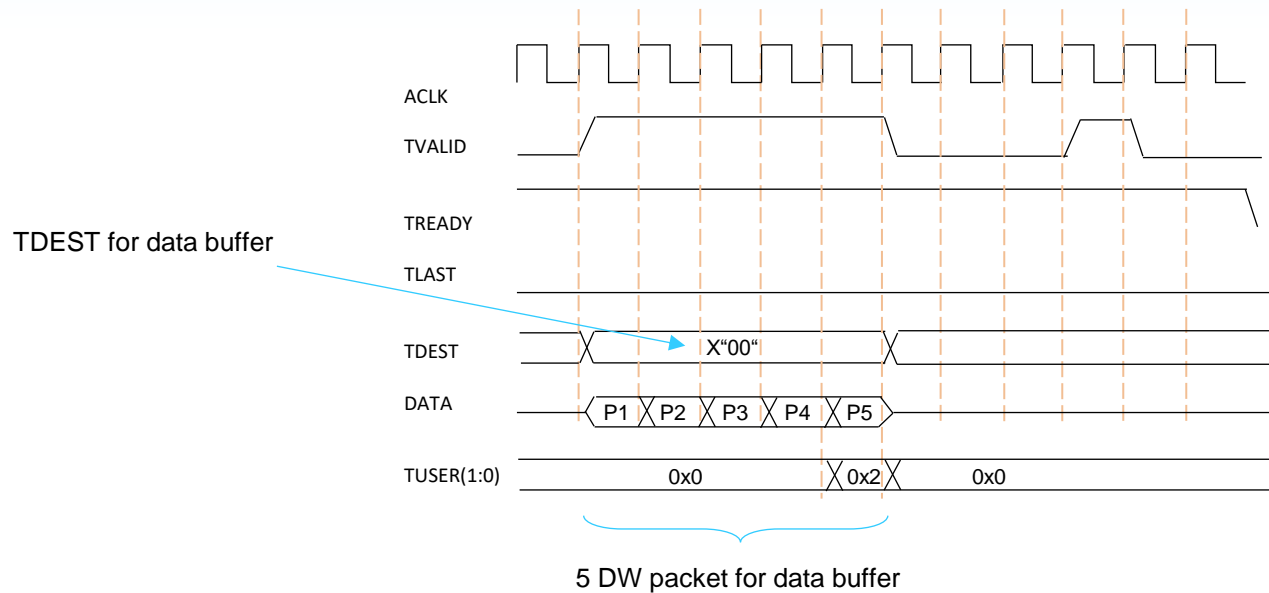 ACLK
TVALID
TREADY
TDEST for data buffer
TLAST
TDEST
X“00“
DATA
P1 P2 P3 P4 P5
TUSER(1:0)
0x0 0x2 0x0
5 DW packet for data buffer